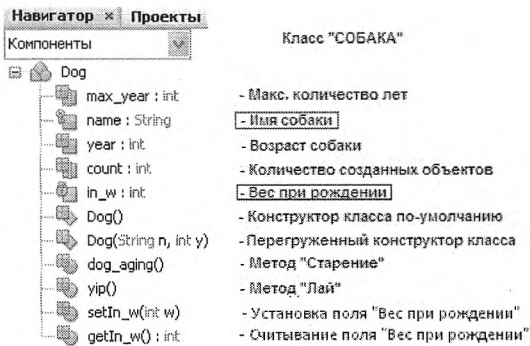 Навигатор × Проекты
Компоненты
Класс "СОБАКА"
Dog
max_year : int - Макс. количество лет
name : String - Имя собаки
year : int - Возраст собаки
count : int - Количество созданных объектов
in_w : int - Вес при рождении
Dog() - Конструктор класса по-умолчанию
Dog(String n, int y) - Перегруженный конструктор класса
dog_aging() - Метод "Старение"
yip() - Метод "Лай"
setIn_w(int w) - Установка поля "Вес при рождении"
getIn_w() : int - Считывание поля "Вес при рождении"